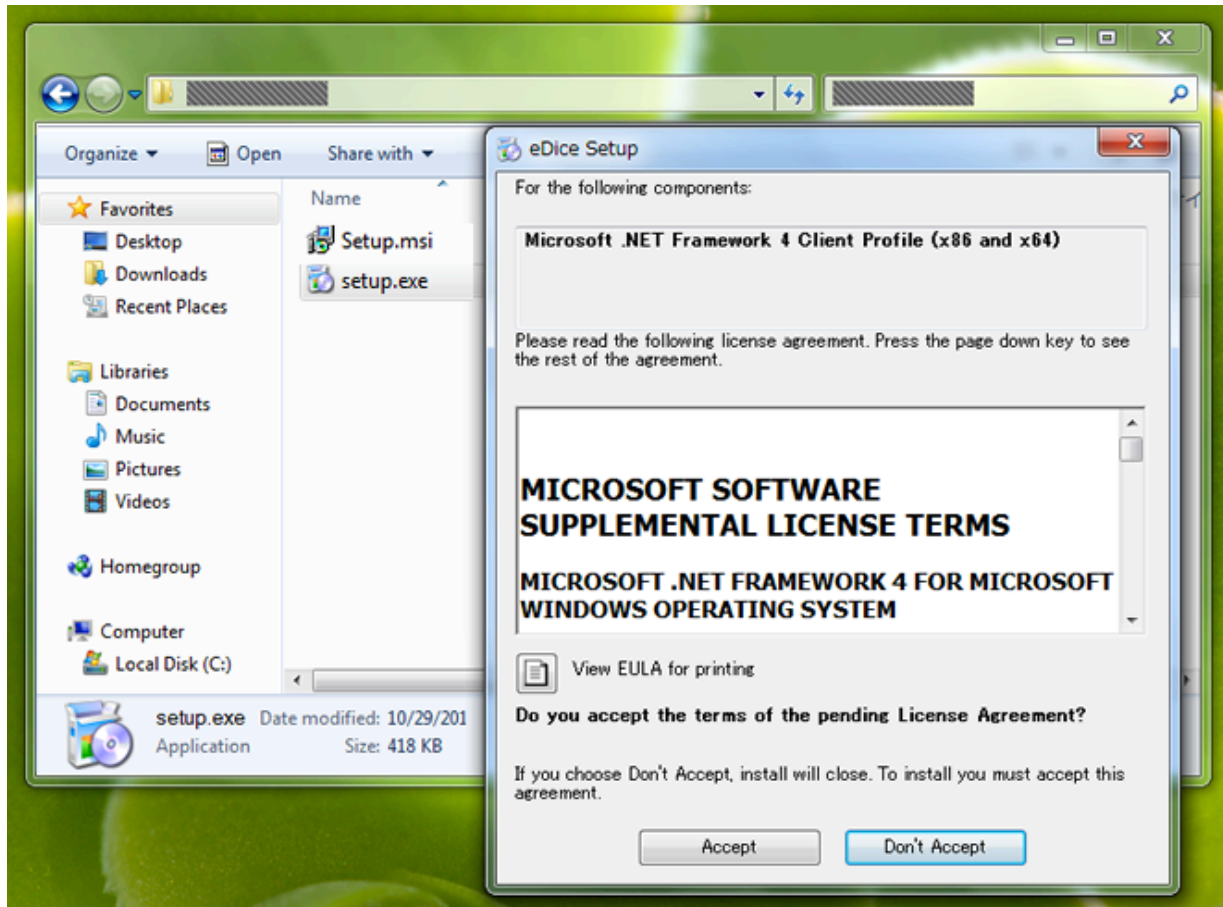 Organize
Open
Share with
Favorites
Desktop
Downloads
Recent Places
Libraries
Documents
Music
Pictures
Videos
Homegroup
Computer
Local Disk (C:)
Name
Setup.msi
setup.exe
setup.exe Date modified: 10/29/201
Application Size: 418 KB
eDice Setup
For the following components:
Microsoft .NET Framework 4 Client Profile (x86 and x64)
Please read the following license agreement. Press the page down key to see
the rest of the agreement.
MICROSOFT SOFTWARE
SUPPLEMENTAL LICENSE TERMS
MICROSOFT .NET FRAMEWORK 4 FOR MICROSOFT
WINDOWS OPERATING SYSTEM
View EULA for printing
Do you accept the terms of the pending License Agreement?
If you choose Don't Accept, install will close. To install you must accept this
agreement.
Accept
Don't Accept